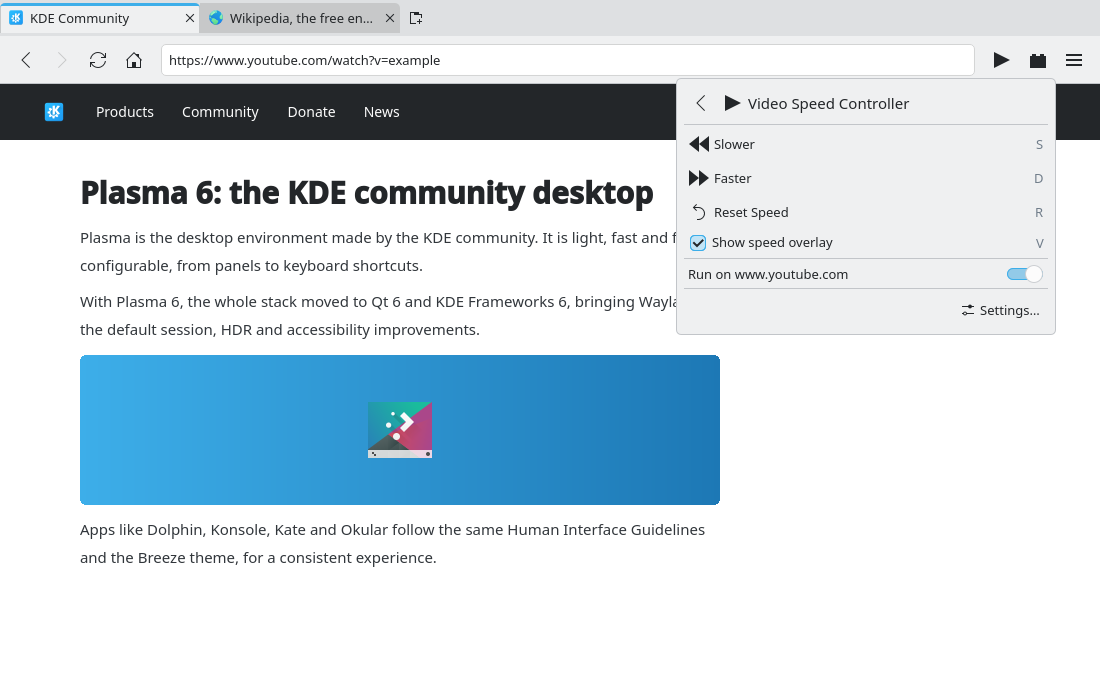 KDE Community
Wikipedia, the free en...
https://www.youtube.com/watch?v=example
Products Community Donate News
Video Speed Controller
Slower S
Faster D
Reset Speed R
Show speed overlay V
Run on www.youtube.com
Settings...
Plasma 6: the KDE community desktop
Plasma is the desktop environment made by the KDE community. It is light, fast and
configurable, from panels to keyboard shortcuts.
With Plasma 6, the whole stack moved to Qt 6 and KDE Frameworks 6, bringing
the default session, HDR and accessibility improvements.
Apps like Dolphin, Konsole, Kate and Okular follow the same Human Interface Guidelines
and the Breeze theme, for a consistent experience.